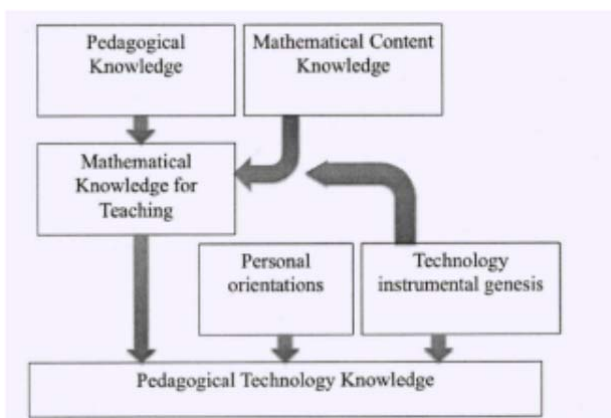 Pedagogical
Knowledge
Mathematical Content
Knowledge
Mathematical
Knowledge for
Teaching
Personal
orientations
Technology
instrumental genesis
Pedagogical Technology Knowledge